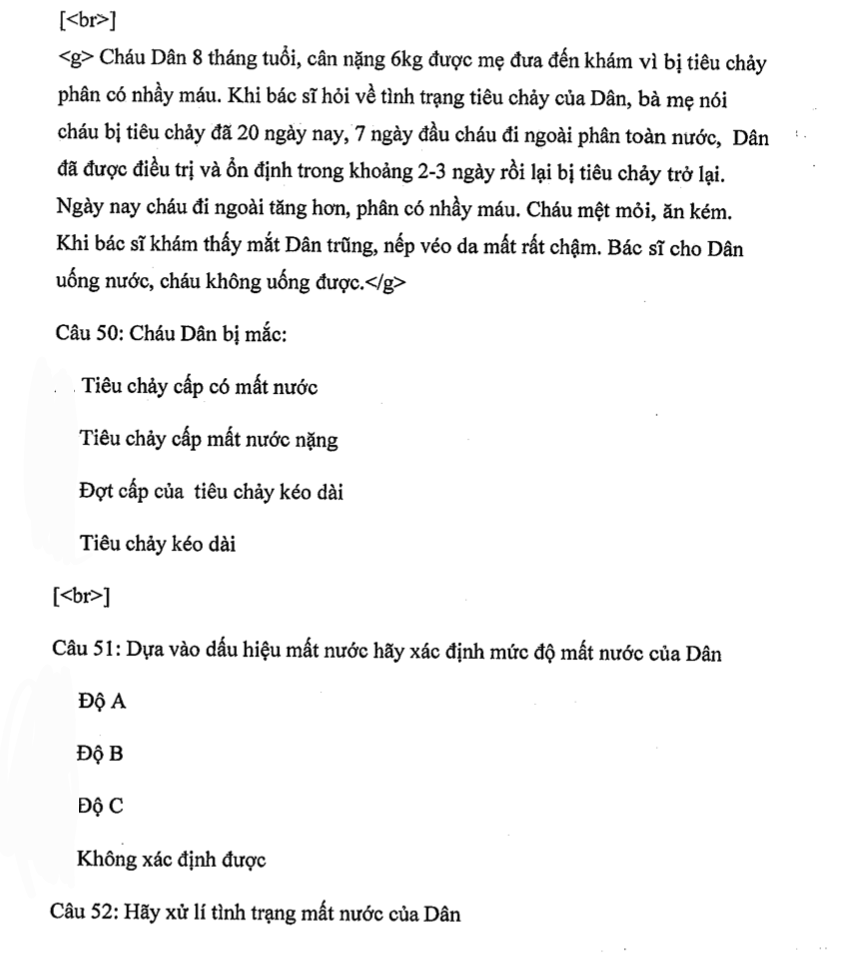 [<br>]
<g> Cháu Dân 8 tháng tuổi, cân nặng 6kg được mẹ đưa đến khám vì bị tiêu chảy
phân có nhầy máu. Khi bác sĩ hỏi về tình trạng tiêu chảy của Dân, bà mẹ nói
cháu bị tiêu chảy đã 20 ngày nay, 7 ngày đầu cháu đi ngoài phân toàn nước, Dân
đã được điều trị và ổn định trong khoảng 2-3 ngày rồi lại bị tiêu chảy trở lại.
Ngày nay cháu đi ngoài tăng hơn, phân có nhầy máu. Cháu mệt mỏi, ăn kém.
Khi bác sĩ khám thấy mắt Dân trũng, nếp véo da mất rất chậm. Bác sĩ cho Dân
uống nước, cháu không uống được.</g>
Câu 50: Cháu Dân bị mắc:
Tiêu chảy cấp có mất nước
Tiêu chảy cấp mất nước nặng
Đợt cấp của tiêu chảy kéo dài
Tiêu chảy kéo dài
[<br>]
Câu 51: Dựa vào dấu hiệu mất nước hãy xác định mức độ mất nước của Dân
Độ A
Độ B
Độ C
Không xác định được
Câu 52: Hãy xử lí tình trạng mất nước của Dân